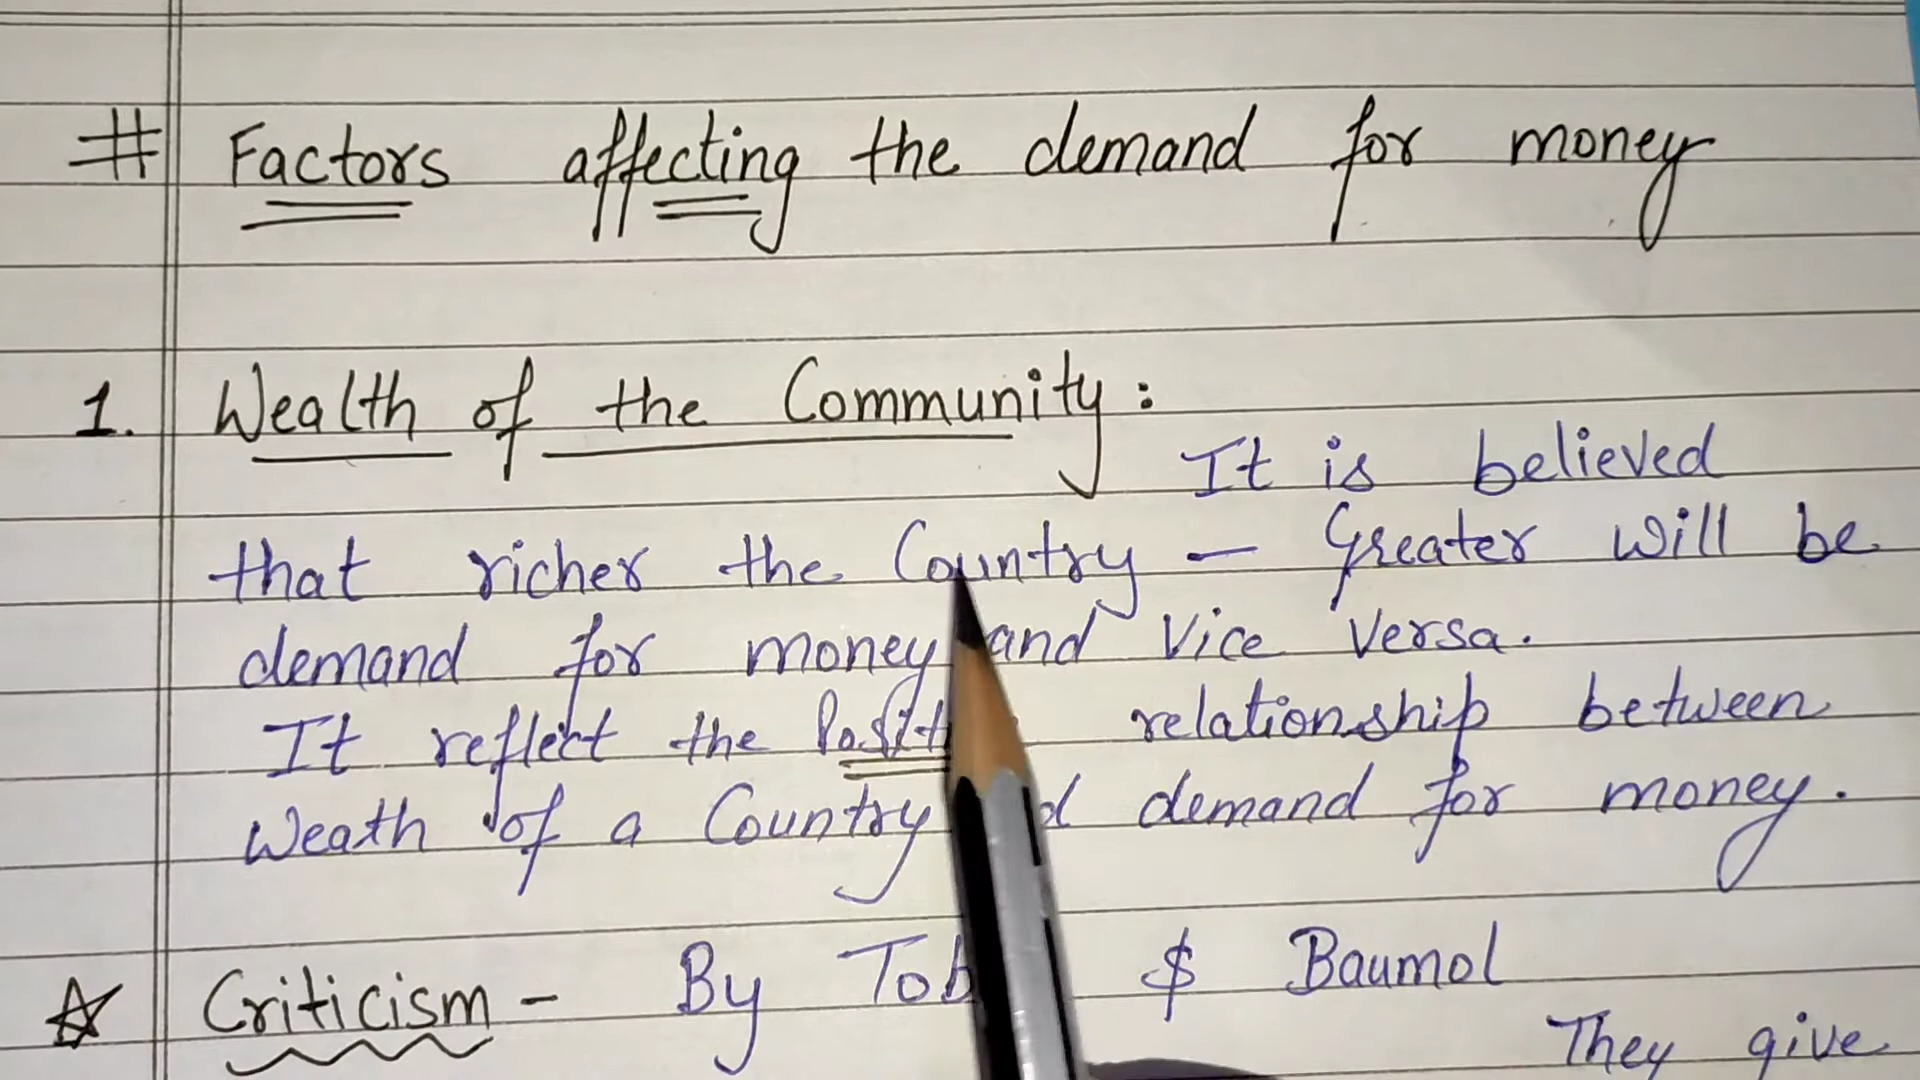 # Factors affecting the demand for money
1. Wealth of the Community:
It is believed
that richer the Country - Greater will be
demand for money and Vice Versa.
It reflect the relationship between
Weath of a Country demand for money.
☆ Criticism - By $ Baumol
They give